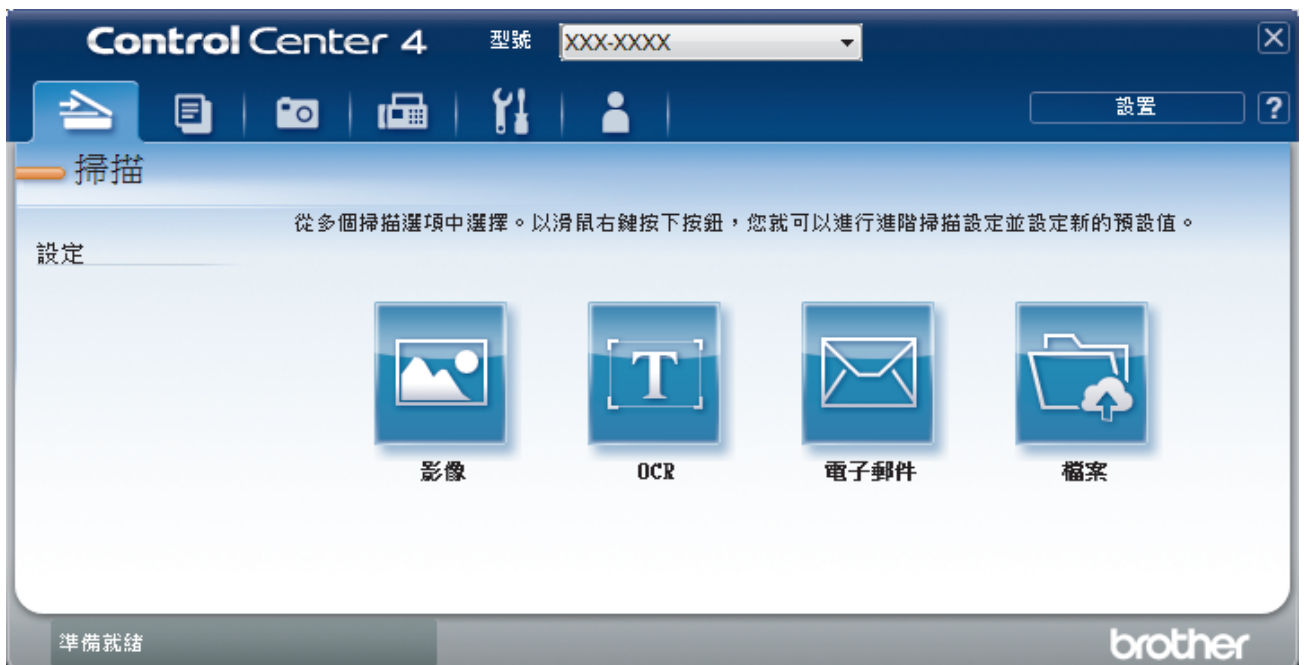 Control Center 4 型號 XXX-XXXX
設置 ?
掃描
從多個掃描選項中選擇。以滑鼠右鍵按下按鈕，您就可以進行進階掃描設定並設定新的預設值。
設定
T
影像 OCR 電子郵件 檔案
準備就緒 brother